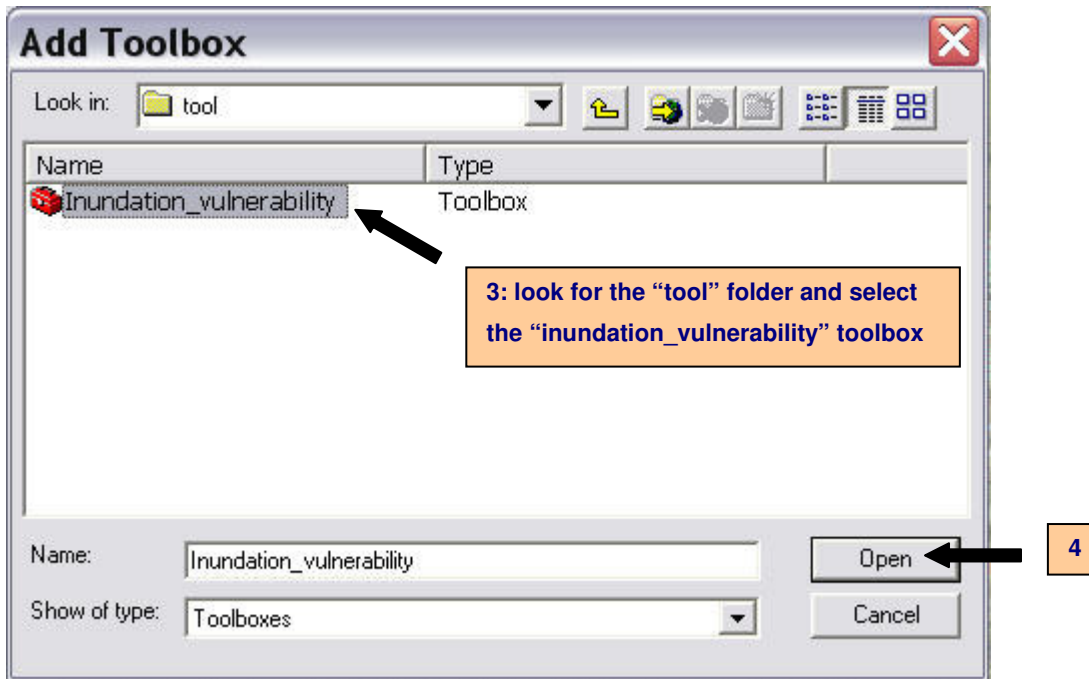 Add Toolbox
Look in: tool
Name Type
Inundation_vulnerability Toolbox
3: look for the “tool” folder and select
the “inundation_vulnerability” toolbox
Name: Inundation_vulnerability Open 4
Show of type: Toolboxes Cancel